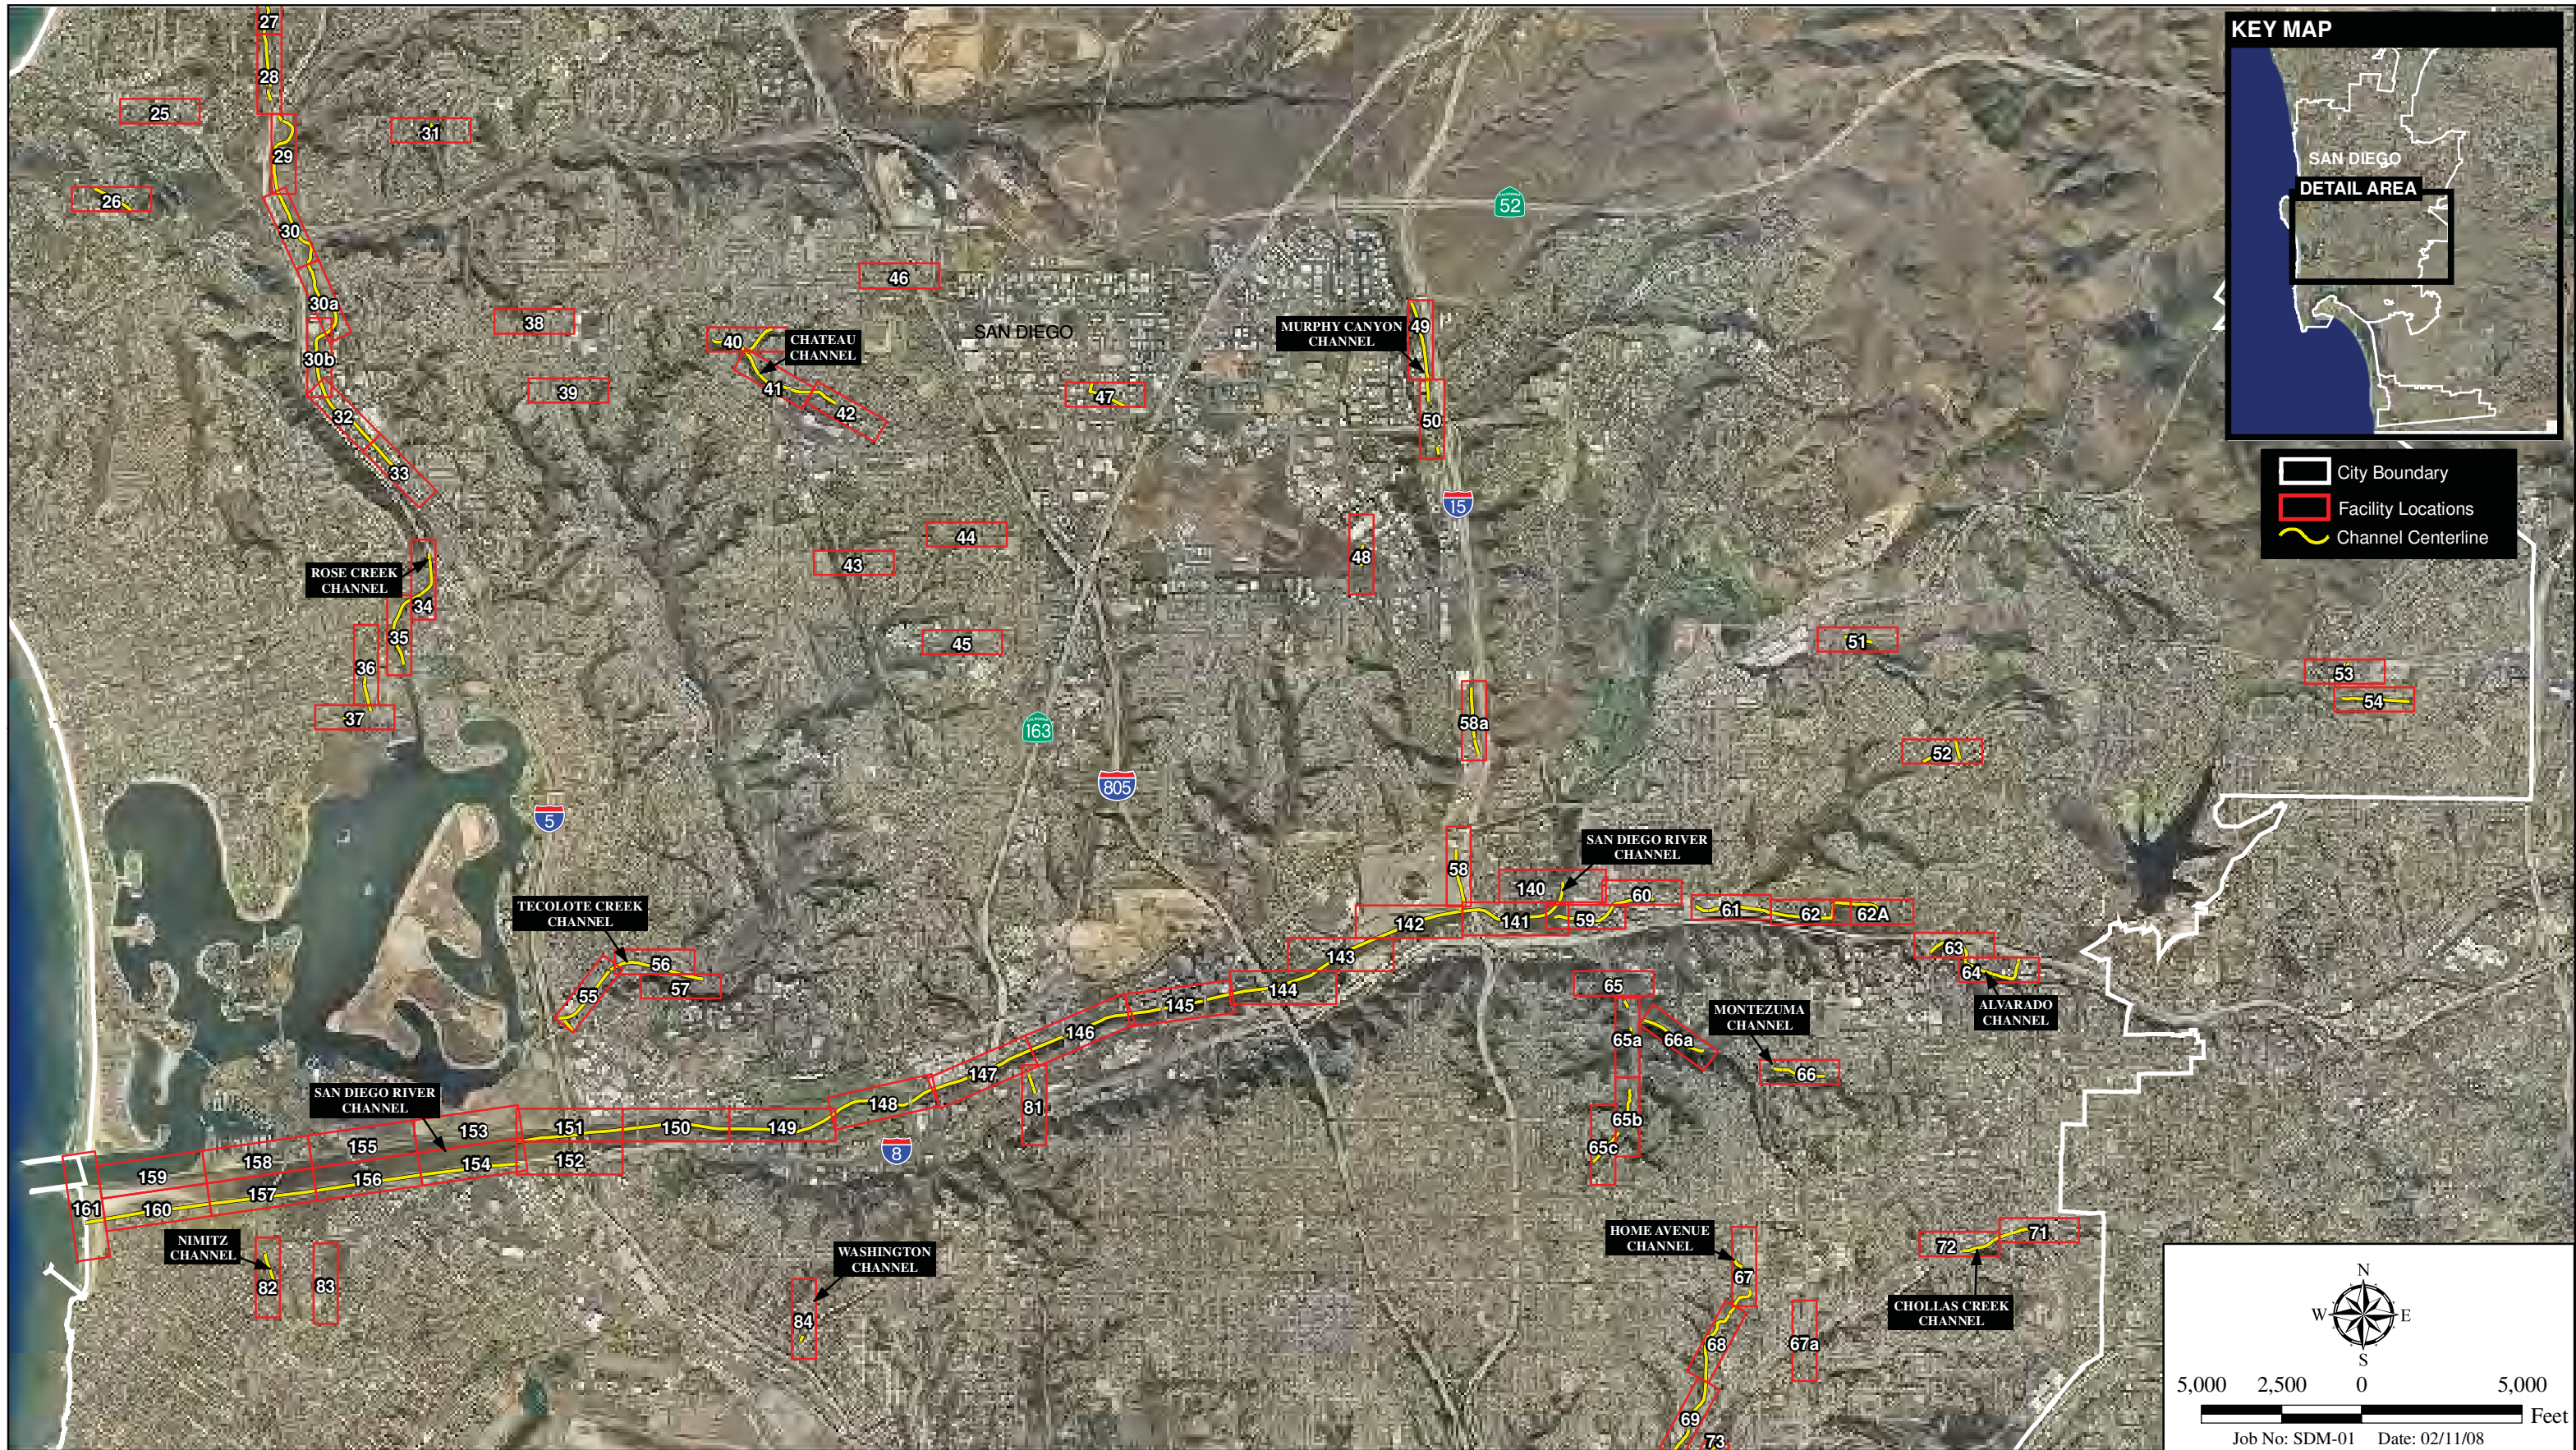 27
28
25
29
31
26
30
30a
30b
32
33
38
39
40
CHATEAU
CHANNEL
41
42
46
SAN DIEGO
47
MURPHY CANYON
CHANNEL
49
50
CALIFORNIA
52
15
48
44
43
45
ROSE CREEK
CHANNEL
34
35
36
37
CALIFORNIA
163
805
5
58a
51
52
53
54
58
SAN DIEGO RIVER
CHANNEL
140
60
59
141
142
61
62
62A
63
64
ALVARADO
CHANNEL
TECOLOTE CREEK
CHANNEL
56
57
55
143
144
145
146
147
148
149
150
151
152
8
81
65
65a
66a
65b
65c
MONTEZUMA
CHANNEL
66
SAN DIEGO RIVER
CHANNEL
153
154
155
156
158
157
159
160
161
NIMITZ
CHANNEL
82
83
WASHINGTON
CHANNEL
84
HOME AVENUE
CHANNEL
67
68
67a
69
73
72
71
CHOLLAS CREEK
CHANNEL
KEY MAP
SAN DIEGO
DETAIL AREA
City Boundary
Facility Locations
Channel Centerline
N
W E
S
5,000 2,500 0 5,000
Feet
Job No: SDM-01 Date: 02/11/08